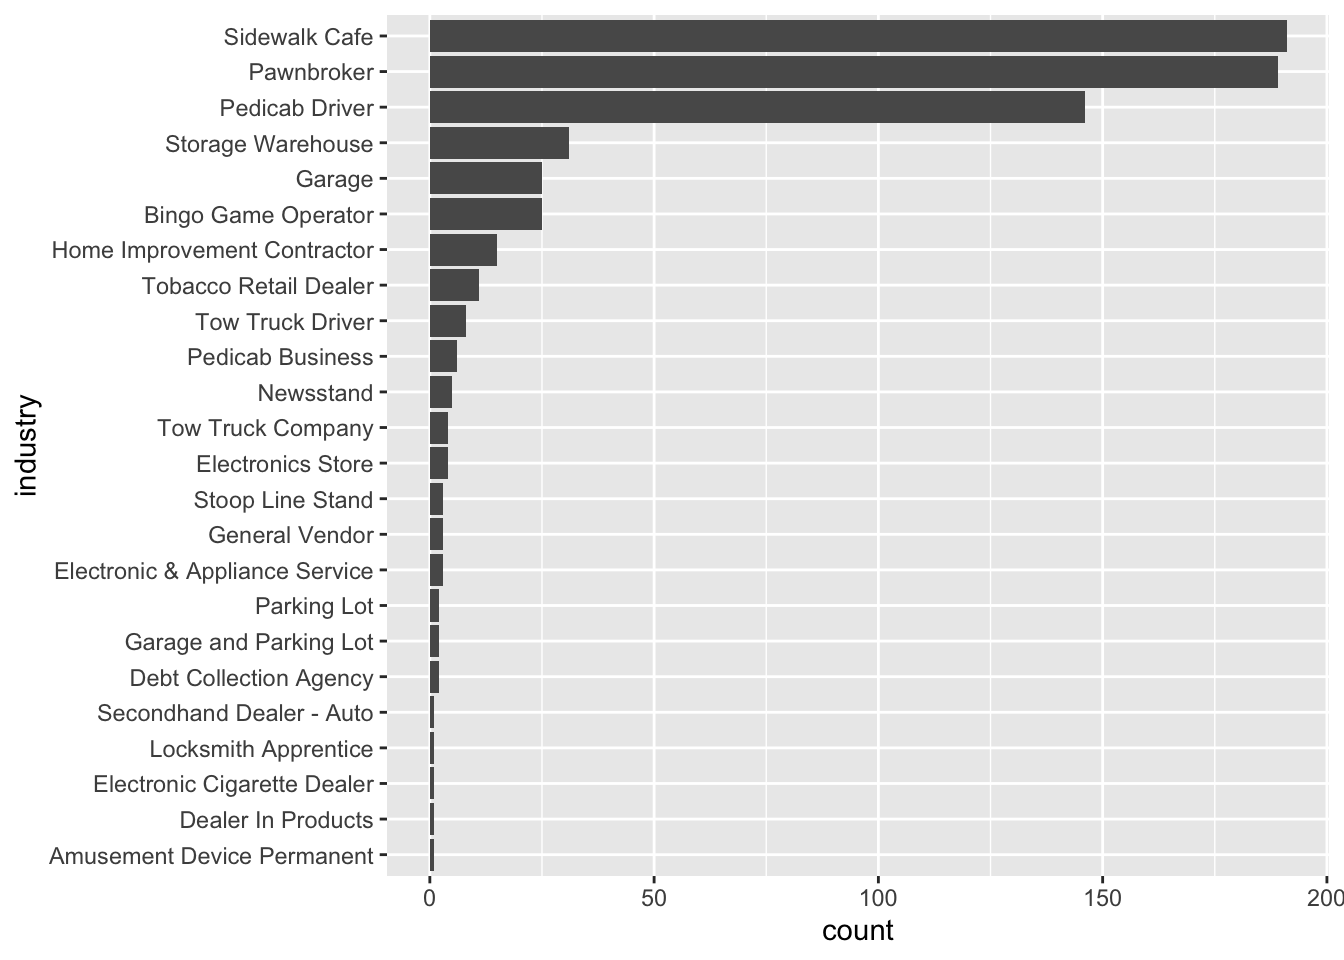 Sidewalk Cafe
Pawnbroker
Pedicab Driver
Storage Warehouse
Garage
Bingo Game Operator
Home Improvement Contractor
Tobacco Retail Dealer
Tow Truck Driver
Pedicab Business
Newsstand
Tow Truck Company
Electronics Store
Stoop Line Stand
General Vendor
Electronic & Appliance Service
Parking Lot
Garage and Parking Lot
Debt Collection Agency
Secondhand Dealer - Auto
Locksmith Apprentice
Electronic Cigarette Dealer
Dealer In Products
Amusement Device Permanent
industry
0 50 100 150 200
count